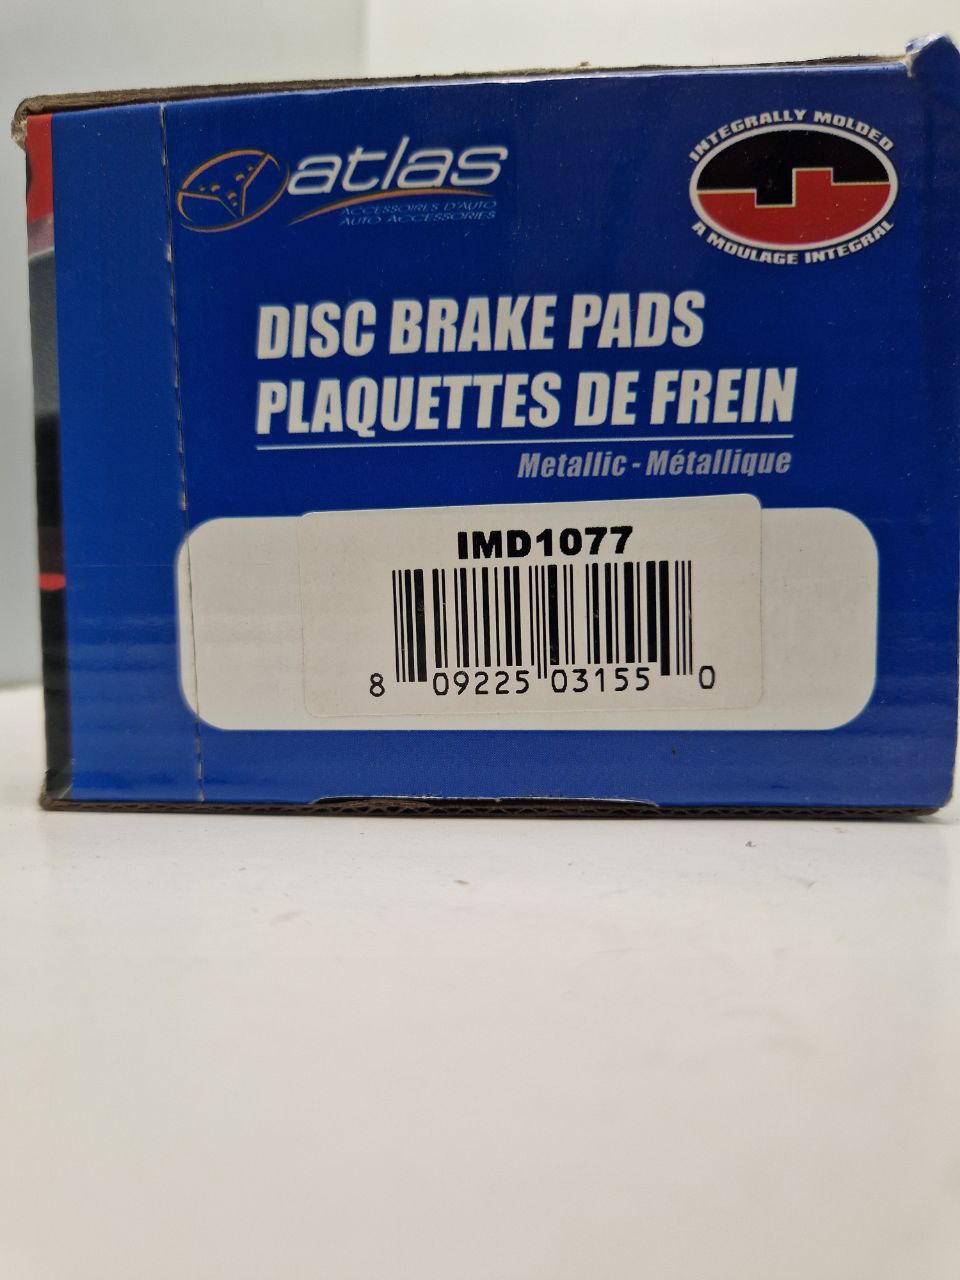 atlas
ACCESSOIRES D'AUTO
AUTO ACCESSORIES
INTEGRALLY MOLDED
A MOULAGE INTEGRAL
DISC BRAKE PADS
PLAQUETTES DE FREIN
Metallic - Métallique
IMD1077
8 09225 03155 0